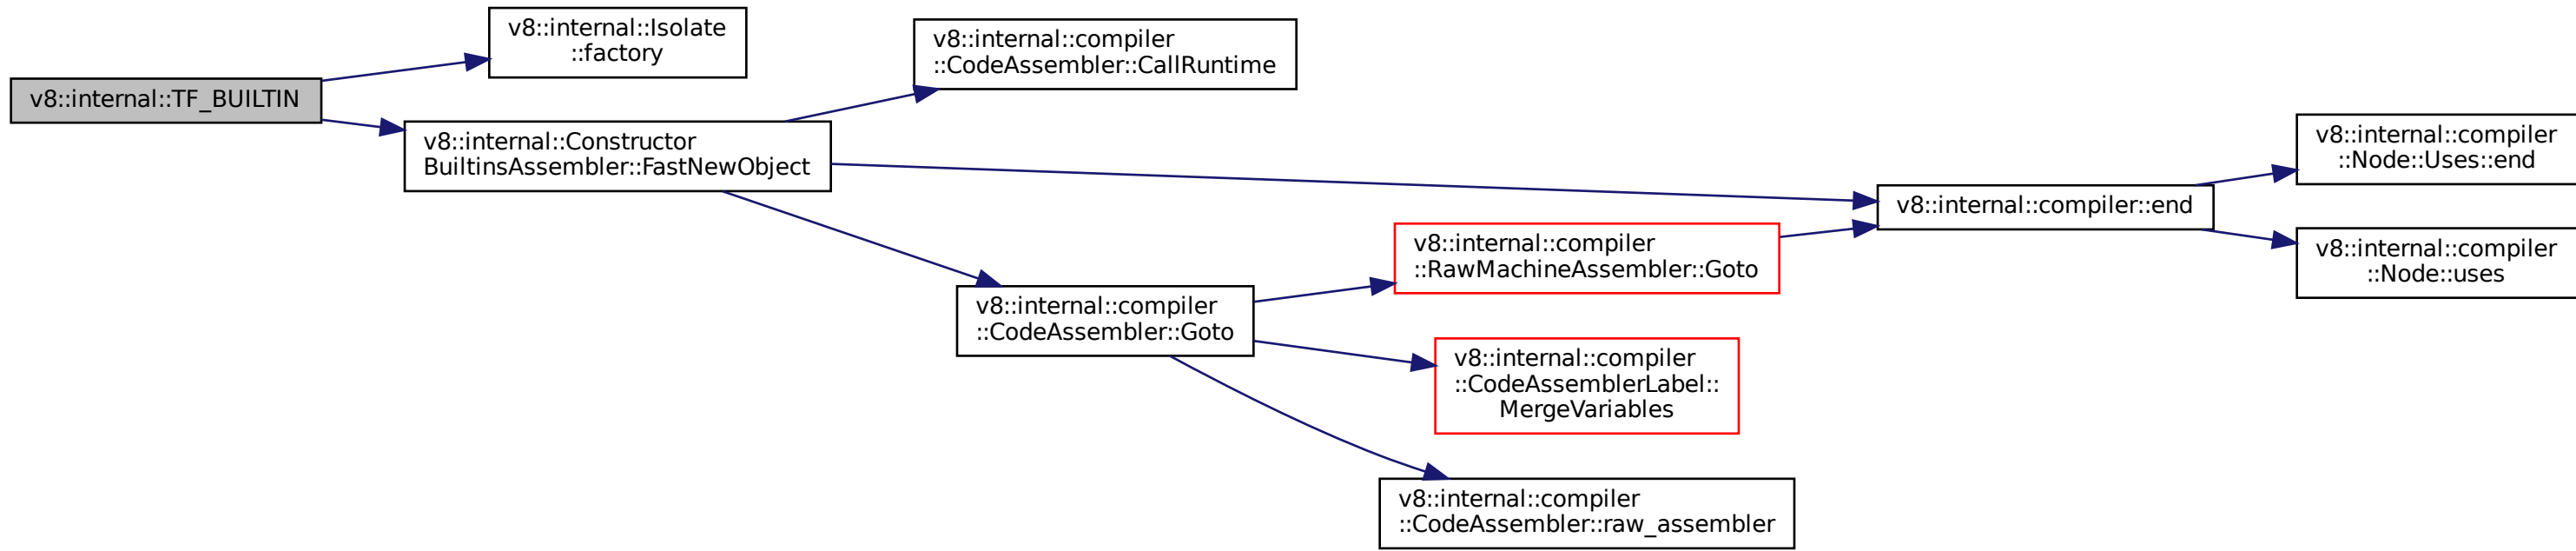 v8::internal::TF_BUILTIN
v8::internal::Isolate
::factory
v8::internal::Constructor
BuiltinsAssembler::FastNewObject
v8::internal::compiler
::CodeAssembler::CallRuntime
v8::internal::compiler
::CodeAssembler::Goto
v8::internal::compiler
::RawMachineAssembler::Goto
v8::internal::compiler
::CodeAssemblerLabel::
MergeVariables
v8::internal::compiler
::CodeAssembler::raw_assembler
v8::internal::compiler::end
v8::internal::compiler
::Node::Uses::end
v8::internal::compiler
::Node::uses